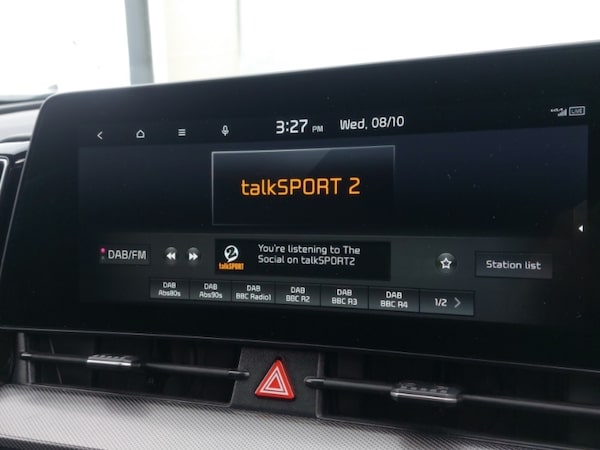 3:27 PM Wed, 08/10
LIVE
talkSPORT 2
DAB/FM
2
talkSPORT
You're listening to The
Social on talkSPORT2
Station list
DAB
Abs80s
DAB
Abs90s
DAB
BBC Radio1
DAB
BBC R2
DAB
BBC R3
DAB
BBC R4
1/2